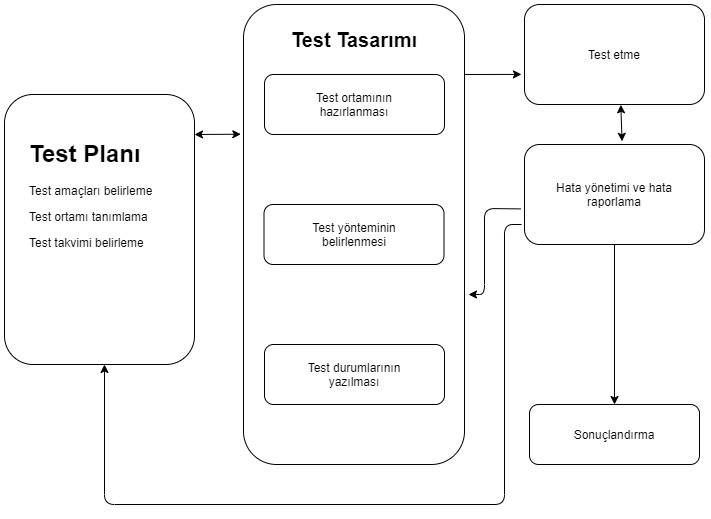 Test Planı
Test amaçları belirleme
Test ortamı tanımlama
Test takvimi belirleme
Test Tasarımı
Test ortamının
hazırlanması
Test yönteminin
belirlenmesi
Test durumlarının
yazılması
Test etme
Hata yönetimi ve hata
raporlama
Sonuçlandırma